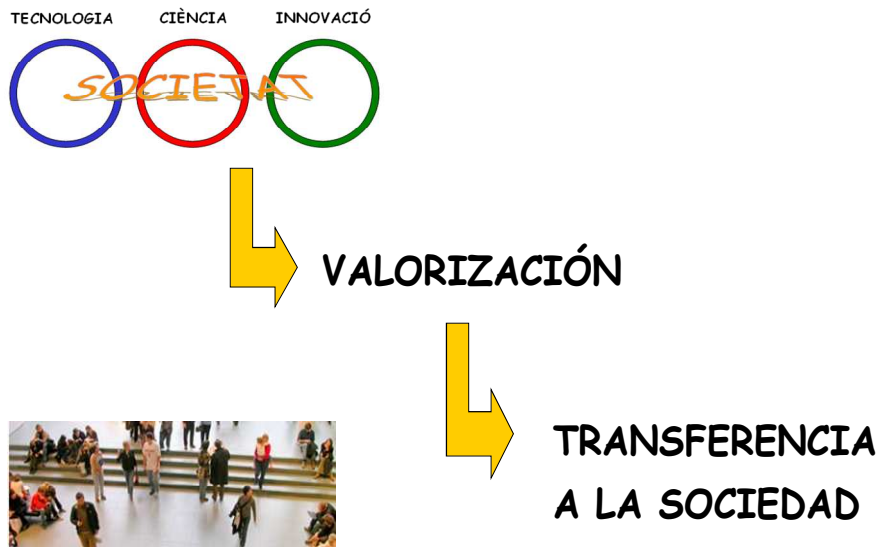 TECNOLOGIA CIÈNCIA INNOVACIÓ
SOCIETAT
VALORIZACIÓN
TRANSFERENCIA
A LA SOCIEDAD